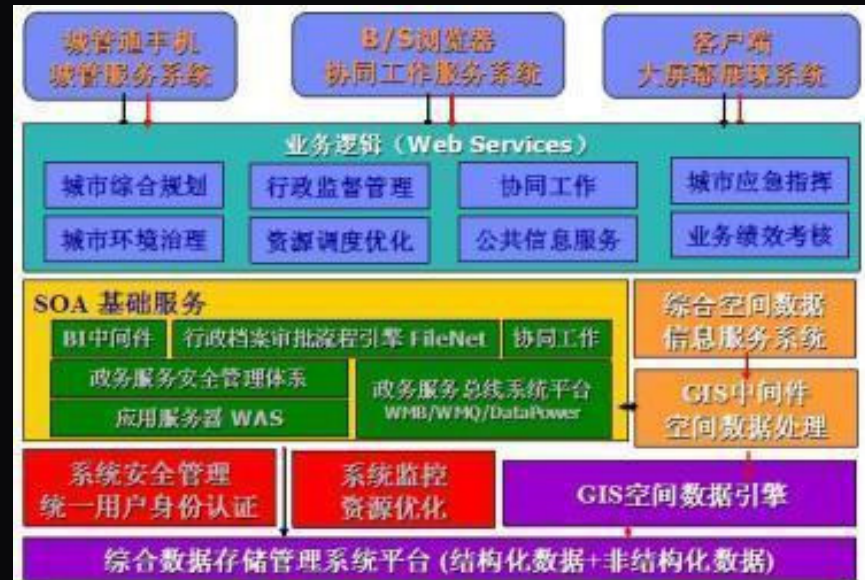 城管通手机
城管服务系统
B/S浏览器
协同工作服务系统
客户端
大屏幕展现系统
业务逻辑（Web Services）
城市综合规划
行政监督管理
协同工作
城市应急指挥
城市环境治理
资源调度优化
公共信息服务
业务绩效考核
SOA 基础服务
BI中间件
行政档案审批流程引擎 FileNet
协同工作
政务服务安全管理体系
应用服务器 WAS
政务服务总线系统平台
WMB/WMQ/DataPower
综合空间数据
信息服务系统
GIS中间件
空间数据处理
系统安全管理
统一用户身份认证
系统监控
资源优化
GIS空间数据引擎
综合数据存储管理系统平台 (结构化数据+非结构化数据)